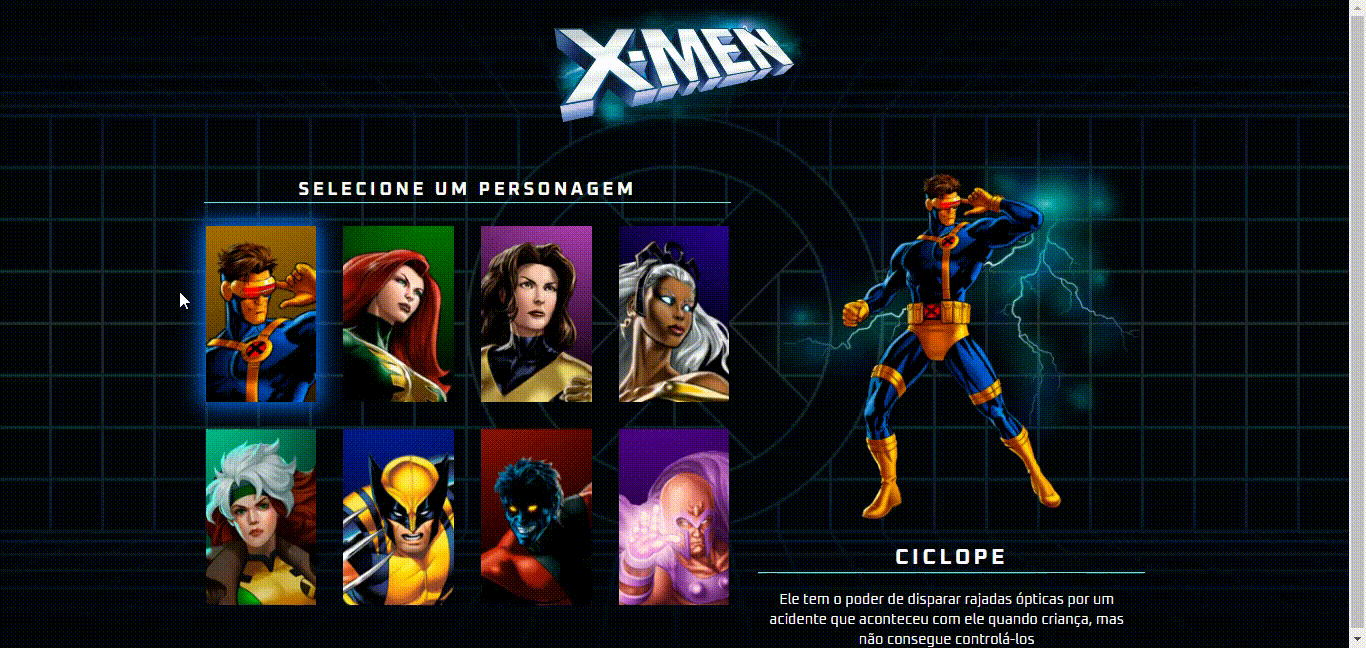 X-MEN
SELECIONE UM PERSONAGEM
CICLOPE
Ele tem o poder de disparar rajadas ópticas por um
acidente que aconteceu com ele quando criança, mas
não consegue controlá-los